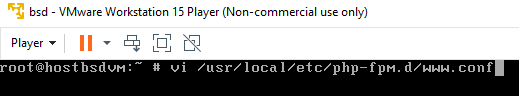 bsd - VMware Workstation 15 Player (Non-commercial use only)
Player
root@hostbsdvm:~ # vi /usr/local/etc/php-fpm.d/www.conf